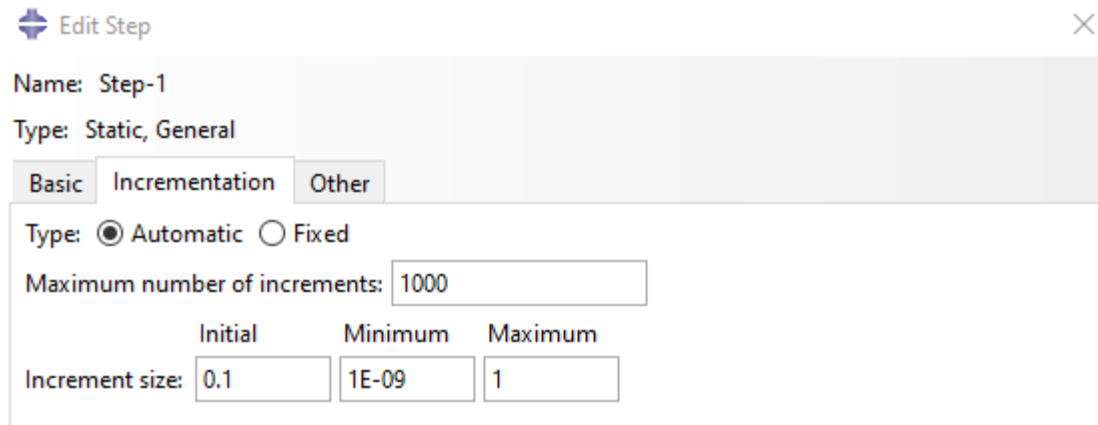 Edit Step
Name: Step-1
Type: Static, General
Basic Incrementation Other
Type: Automatic Fixed
Maximum number of increments: 1000
Initial Minimum Maximum
Increment size: 0.1 1E-09 1